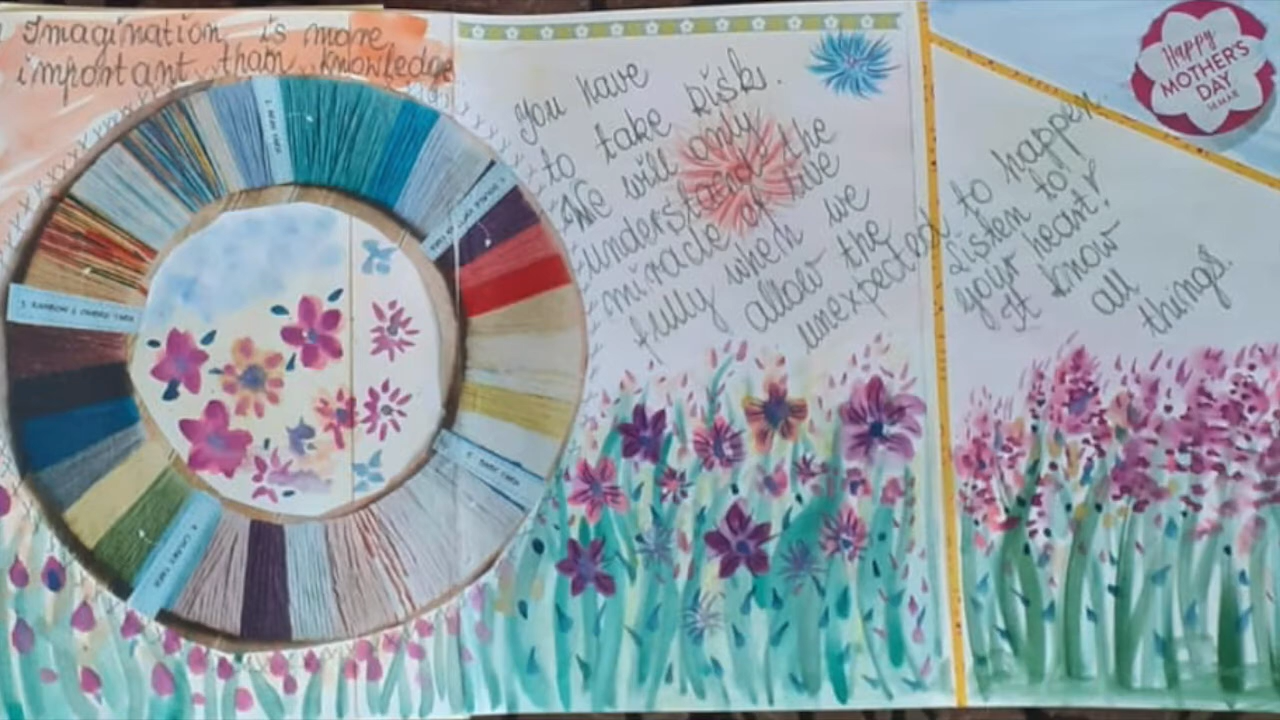 Imagination is more
important than knowledge
You have
to take risks.
We will only
understand the
miracle of live
fully when we
allow the
unexpected to happen.
Listen to
your heart!
It know
all
things!
Happy
MOTHER'S
DAY
14 MAR